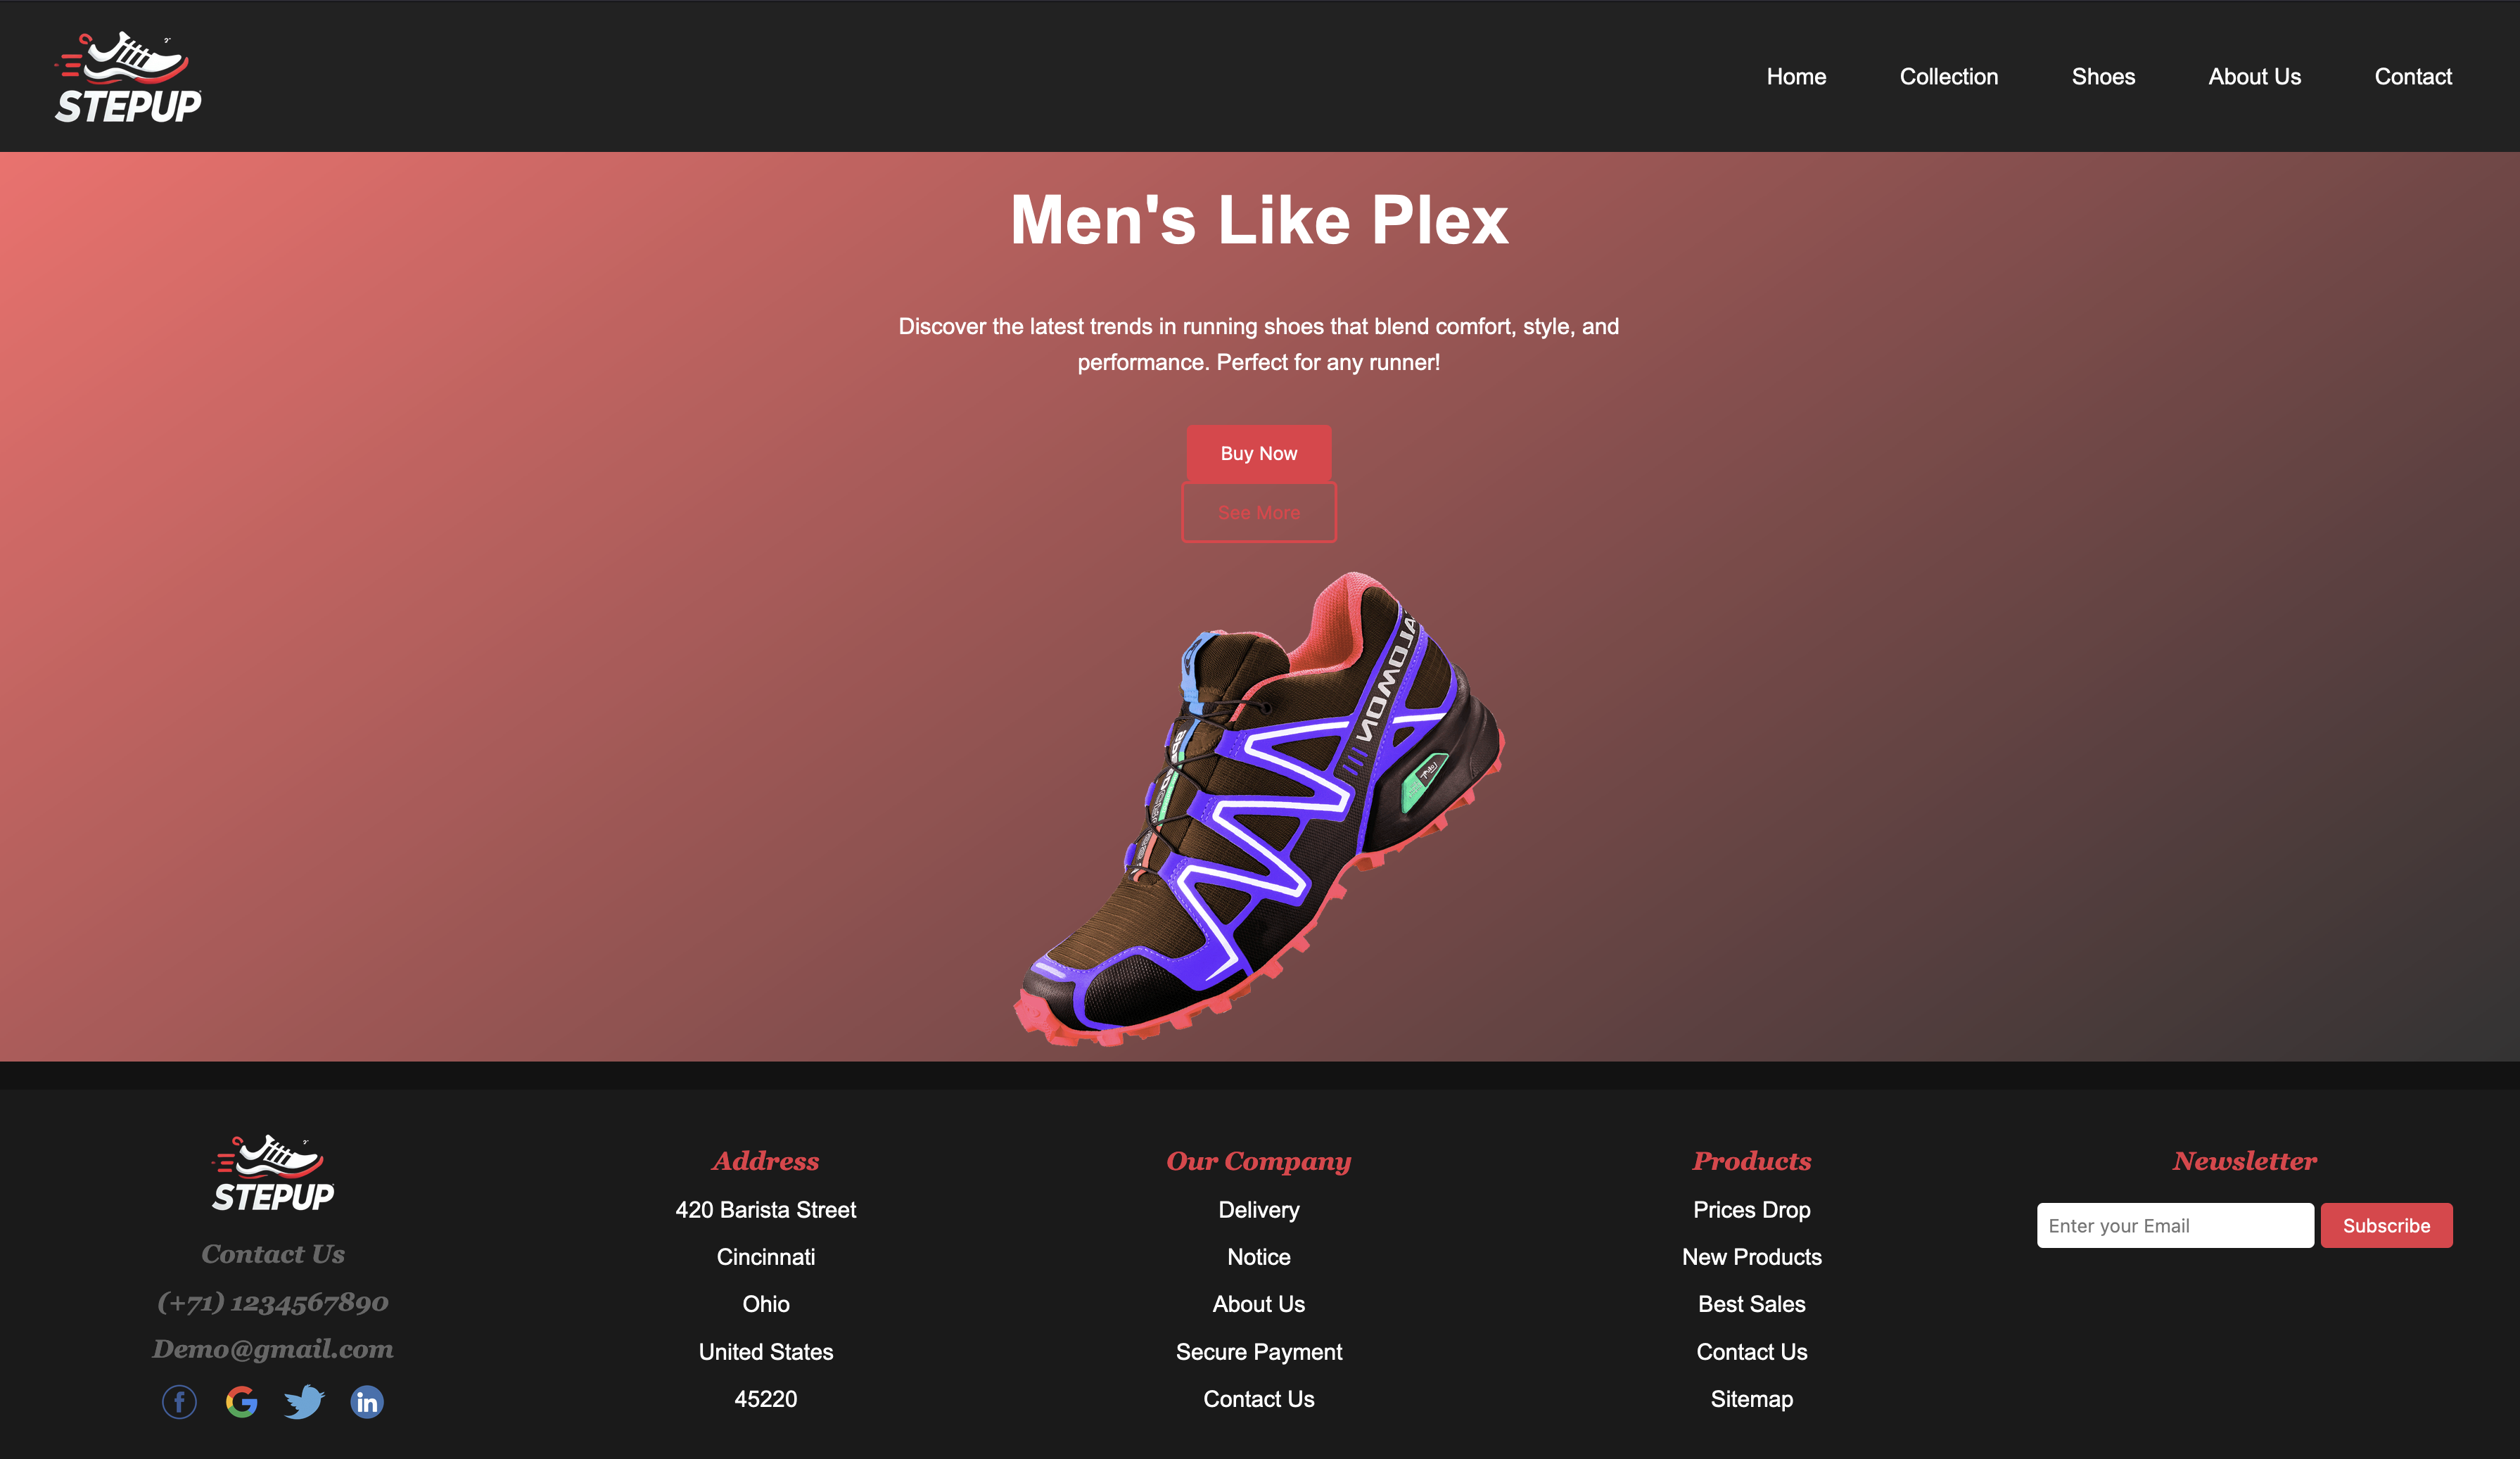 STEPUP
Home
Collection
Shoes
About Us
Contact
Men's Like Plex
Discover the latest trends in running shoes that blend comfort, style, and
performance. Perfect for any runner!
Buy Now
See More
STEPUP
Contact Us
(+71) 1234567890
Demo@gmail.com
Address
420 Barista Street
Cincinnati
Ohio
United States
45220
Our Company
Delivery
Notice
About Us
Secure Payment
Contact Us
Products
Prices Drop
New Products
Best Sales
Contact Us
Sitemap
Newsletter
Enter your Email
Subscribe